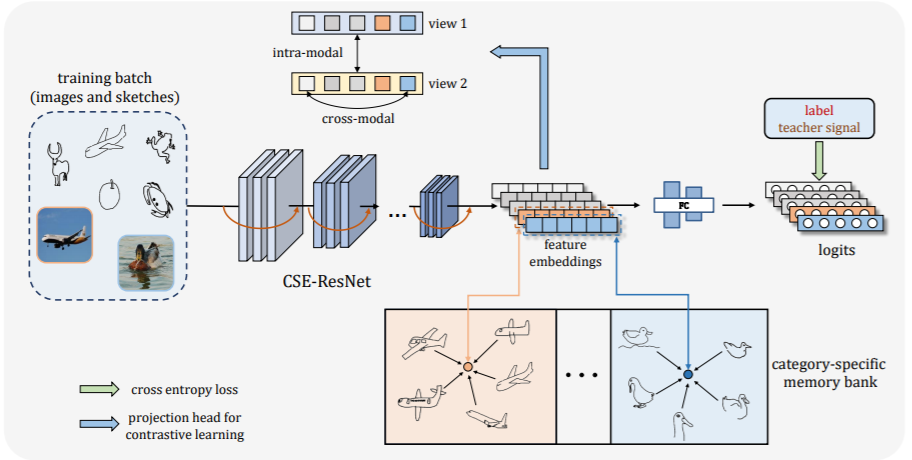 view 1
intra-modal
view 2
cross-modal
training batch
(images and sketches)
label
teacher signal
...
FC
CSE-ResNet
feature
embeddings
logits
...
category-specific
memory bank
cross entropy loss
projection head for
contrastive learning